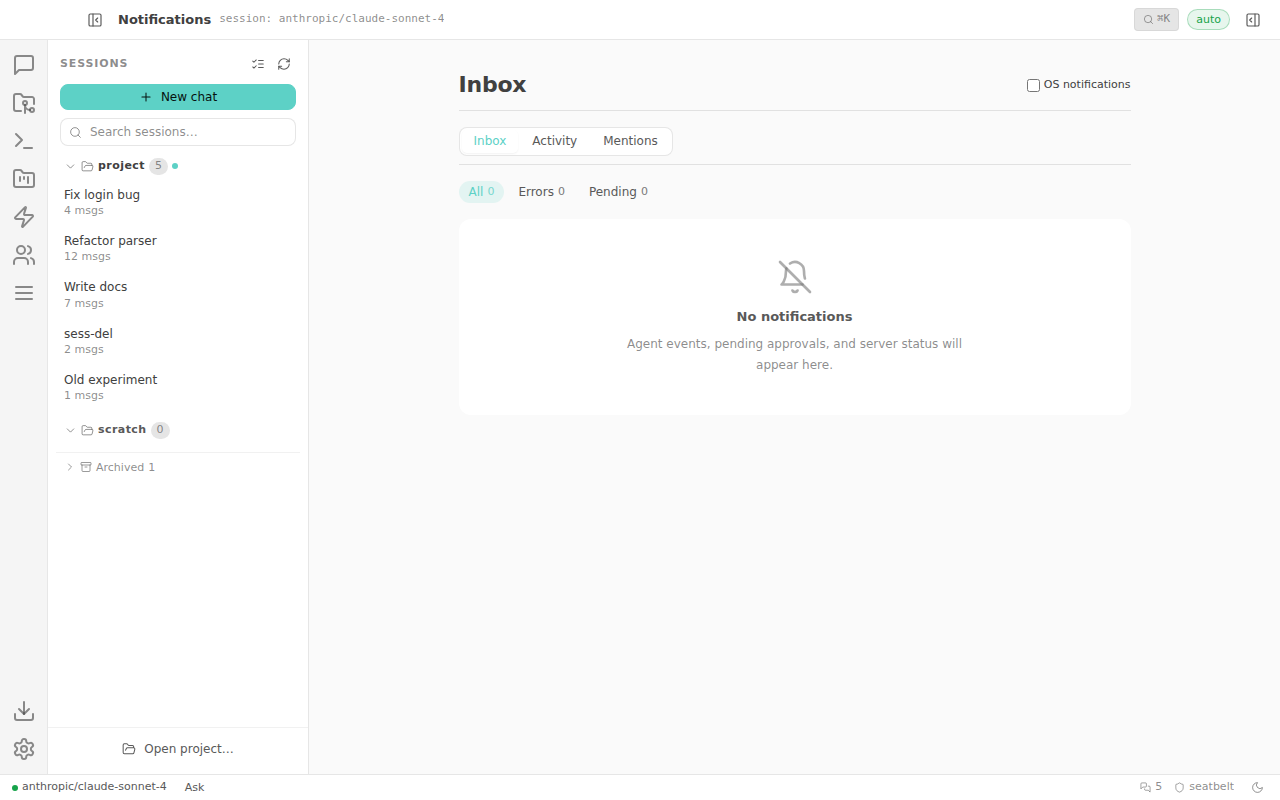 Notifications session: anthropic/claude-sonnet-4
⌘K auto
SESSIONS
New chat
Search sessions…
project 5
Fix login bug
4 msgs
Refactor parser
12 msgs
Write docs
7 msgs
sess-del
2 msgs
Old experiment
1 msgs
scratch 0
Archived 1
Open project…
Inbox
OS notifications
Inbox Activity Mentions
All 0 Errors 0 Pending 0
No notifications
Agent events, pending approvals, and server status will
appear here.
anthropic/claude-sonnet-4 Ask
5 seatbelt